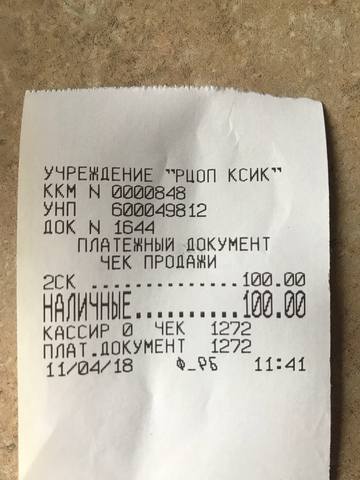 УЧРЕЖДЕНИЕ "РЦОП КСИК"
ККМ N 0000848
УНП 600049812
ДОК N 1644
ПЛАТЕЖНЫЙ ДОКУМЕНТ
ЧЕК ПРОДАЖИ
2СК ................100.00
НАЛИЧНЫЕ...........100.00
КАССИР 0 ЧЕК 1272
ПЛАТ.ДОКУМЕНТ 1272
11/04/18 Ф_РБ 11:41